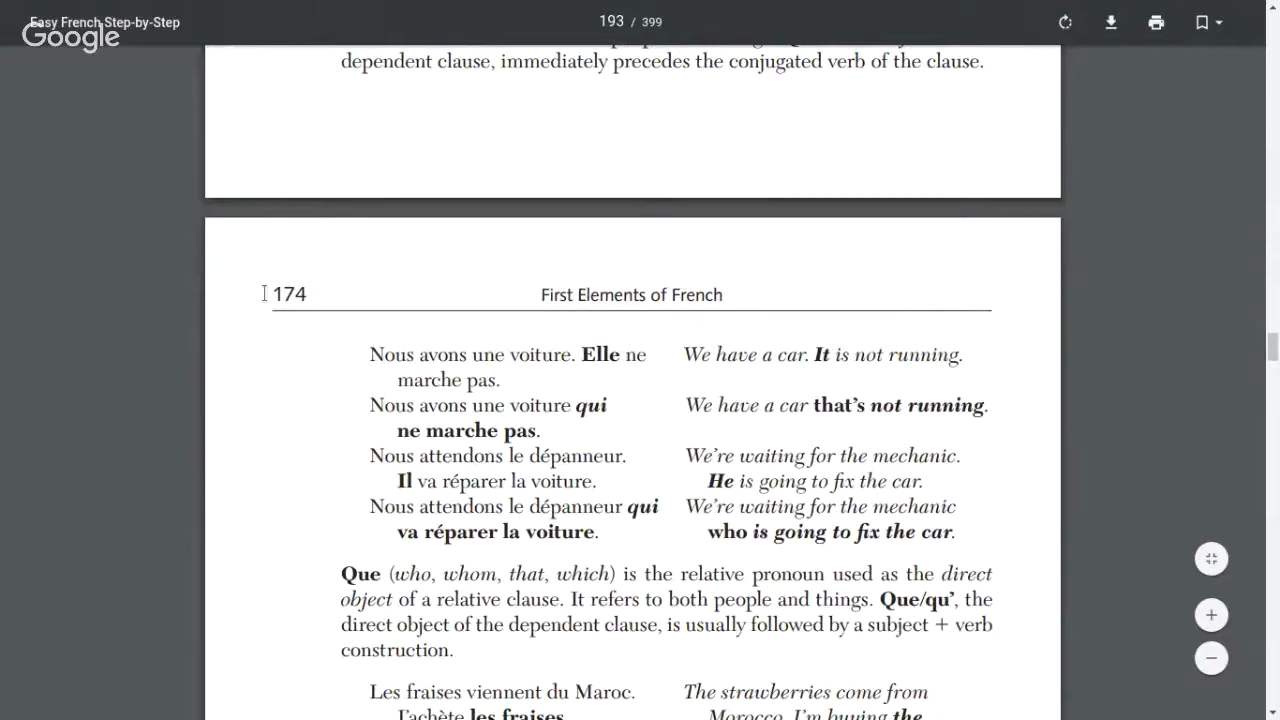 Easy French Step-by-Step
Google
193 / 399
dependent clause, immediately precedes the conjugated verb of the clause.
174
First Elements of French
Nous avons une voiture. Elle ne
marche pas.
We have a car. It is not running.
Nous avons une voiture qui
ne marche pas.
We have a car that's not running.
Nous attendons le dépanneur.
Il va réparer la voiture.
We're waiting for the mechanic.
He is going to fix the car.
Nous attendons le dépanneur qui
va réparer la voiture.
We're waiting for the mechanic
who is going to fix the car.
Que (who, whom, that, which) is the relative pronoun used as the direct
object of a relative clause. It refers to both people and things. Que/qu', the
direct object of the dependent clause, is usually followed by a subject + verb
construction.
Les fraises viennent du Maroc.
J'achète les fraises.
The strawberries come from
Morocco. I'm buying the